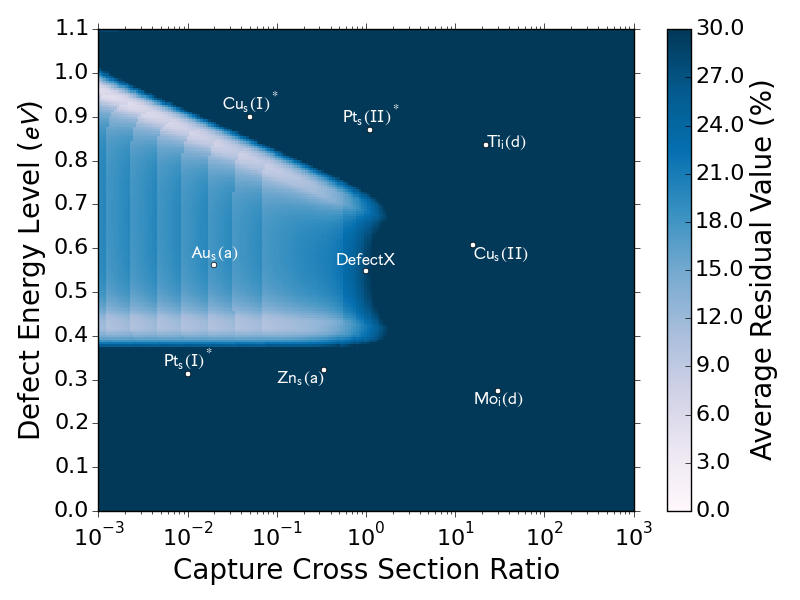 1.1
1.0
0.9
0.8
0.7
0.6
0.5
0.4
0.3
0.2
0.1
0.0
Defect Energy Level (eV)
Cuₛ(I)*
Ptₛ(II)*
Tiᵢ(d)
Auₛ(a)
DefectX
Cuₛ(II)
Ptₛ(I)*
Znₛ(a)
Moᵢ(d)
10⁻³
10⁻²
10⁻¹
10⁰
10¹
10²
10³
Capture Cross Section Ratio
30.0
27.0
24.0
21.0
18.0
15.0
12.0
9.0
6.0
3.0
0.0
Average Residual Value (%)